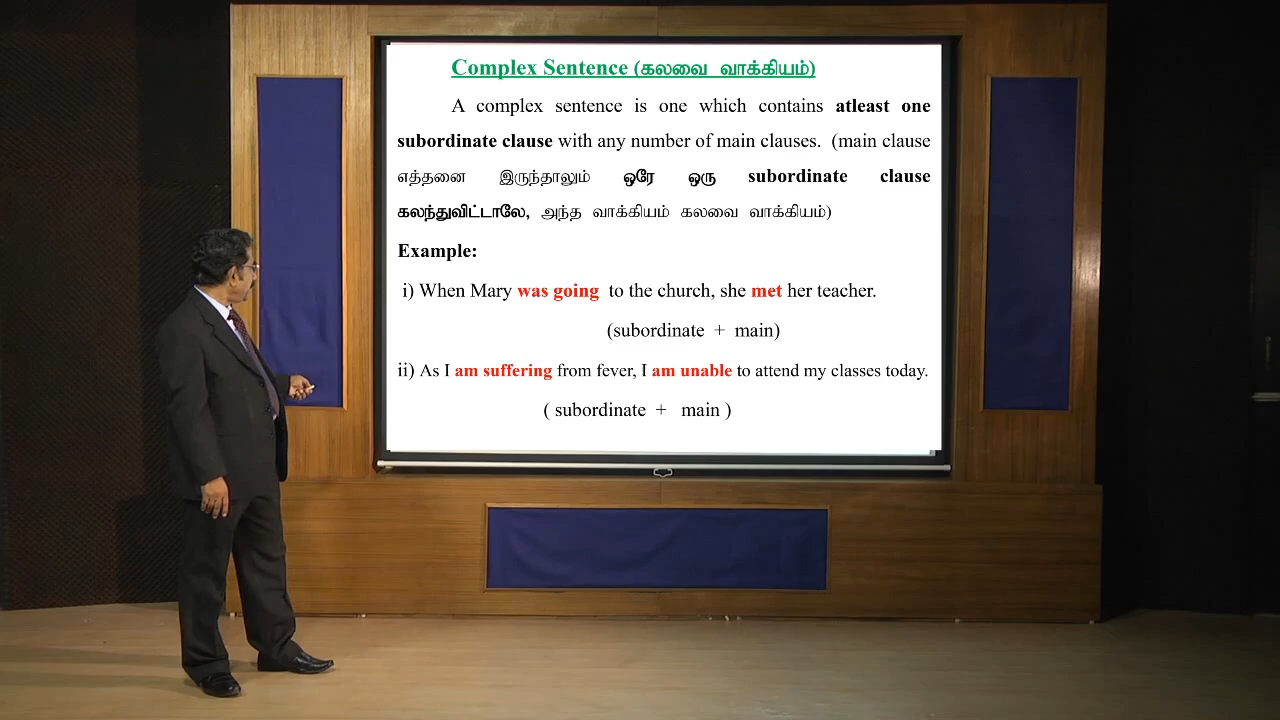 Complex Sentence (கலவை வாக்கியம்)
A complex sentence is one which contains atleast one
subordinate clause with any number of main clauses. (main clause
எத்தனை இருந்தாலும் ஒரே ஒரு subordinate clause
கலந்துவிட்டாலே, அந்த வாக்கியம் கலவை வாக்கியம்)
Example:
i) When Mary was going to the church, she met her teacher.
(subordinate + main)
ii) As I am suffering from fever, I am unable to attend my classes today.
( subordinate + main )